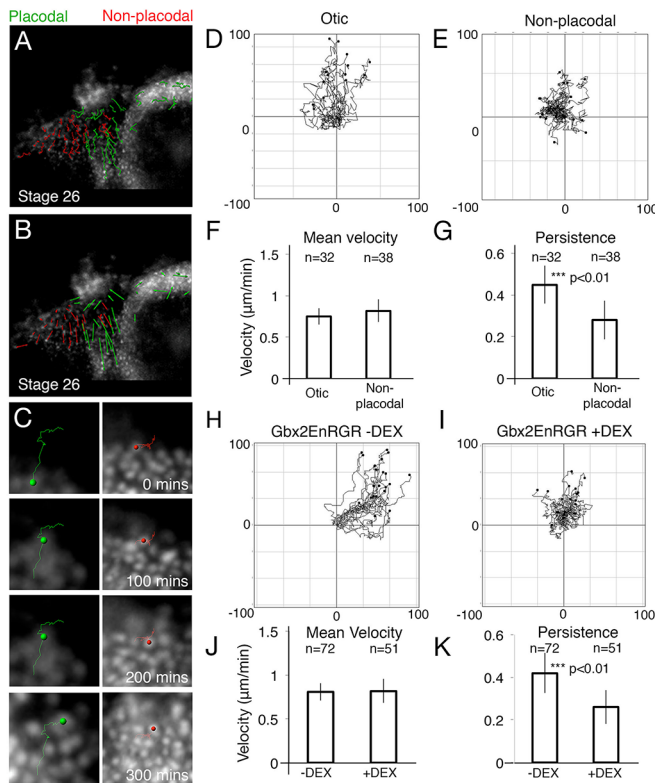 Placodal Non-placodal
A
Stage 26
B
Stage 26
C
0 mins
100 mins
200 mins
300 mins
D Otic
100
0
-100
0 100
E Non-placodal
100
0
-100
0 100
F Mean velocity
n=32 n=38
Velocity (µm/min)
1.5
1
0.5
0
Otic Non-placodal
G Persistence
n=32 n=38
*** p<0.01
0.6
0.4
0.2
0
Otic Non-placodal
H Gbx2EnRGR -DEX
100
0
-100
0 100
I Gbx2EnRGR +DEX
100
0
-100
0 100
J Mean Velocity
n=72 n=51
Velocity (µm/min)
1.5
1
0.5
0
-DEX +DEX
K Persistence
n=72 n=51
*** p<0.01
0.6
0.4
0.2
0
-DEX +DEX